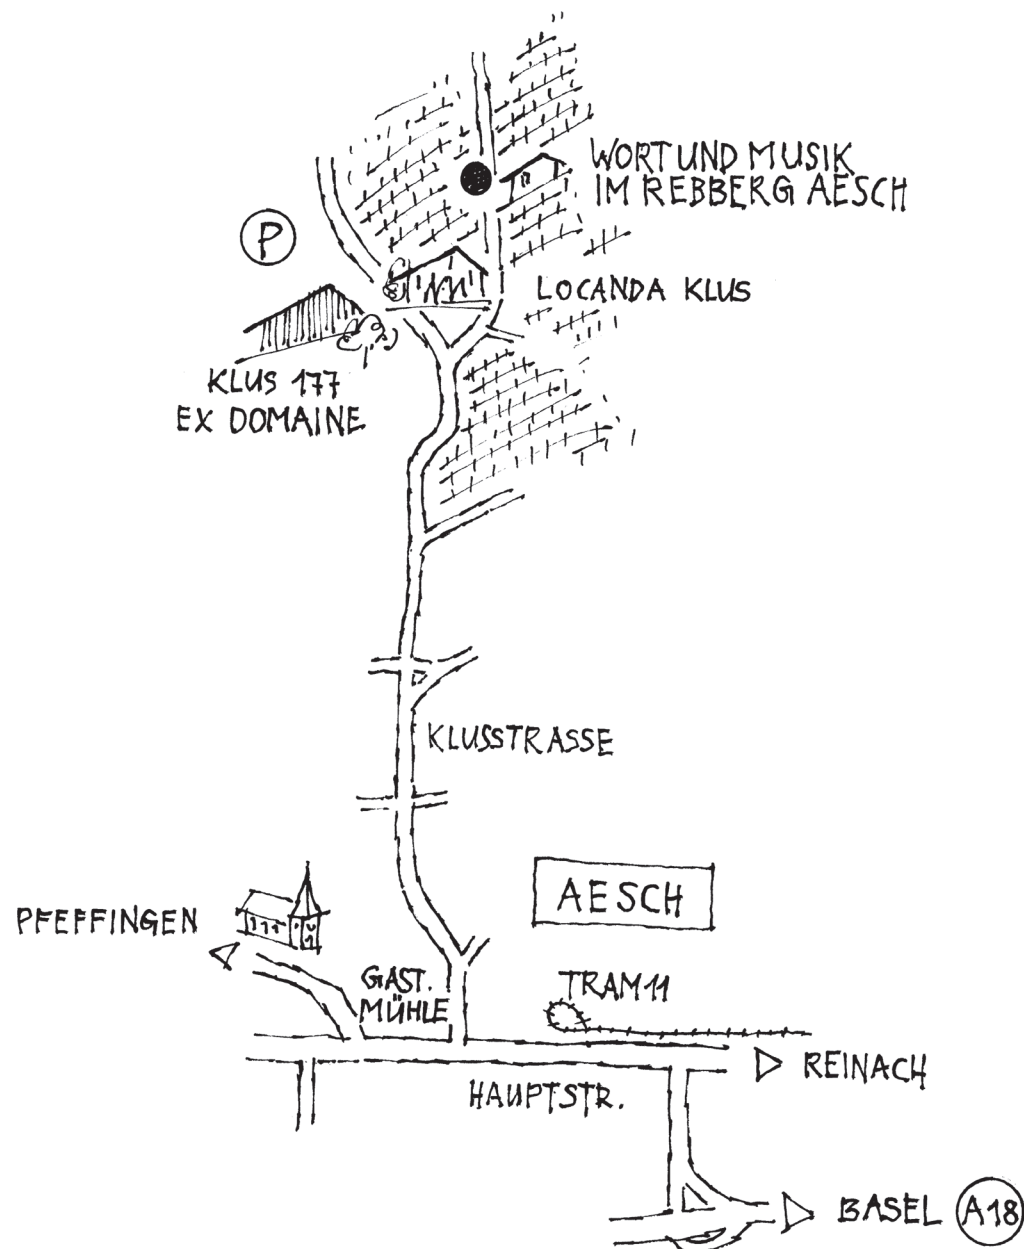 WORT UND MUSIK
IM REBBERG AESCH
P
LOCANDA KLUS
KLUS 177
EX DOMAINE
KLUSSTRASSE
AESCH
PFEFFINGEN
GAST.
MÜHLE
TRAM 11
REINACH
HAUPTSTR.
BASEL A18